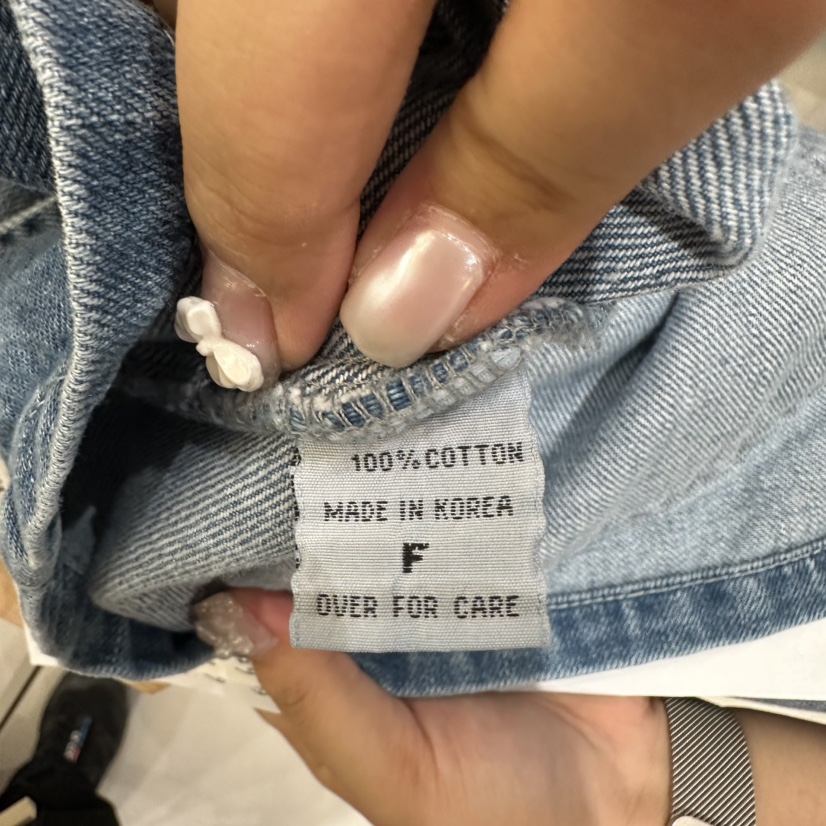 100% COTTON
MADE IN KOREA
F
OVER FOR CARE